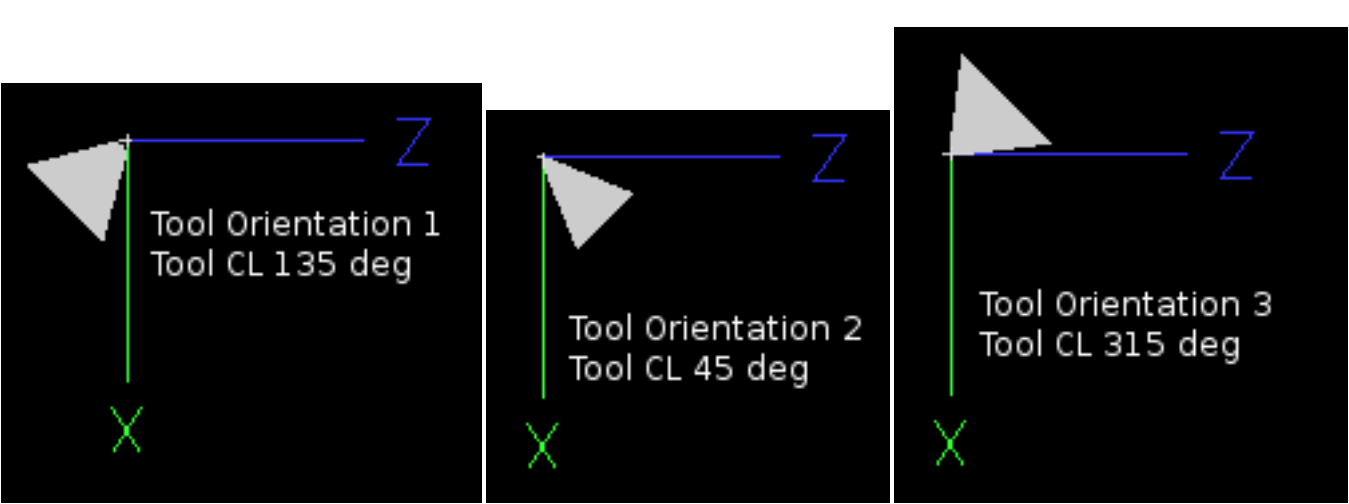 Z
Tool Orientation 1
Tool CL 135 deg
X
Z
Tool Orientation 2
Tool CL 45 deg
X
Z
Tool Orientation 3
Tool CL 315 deg
X